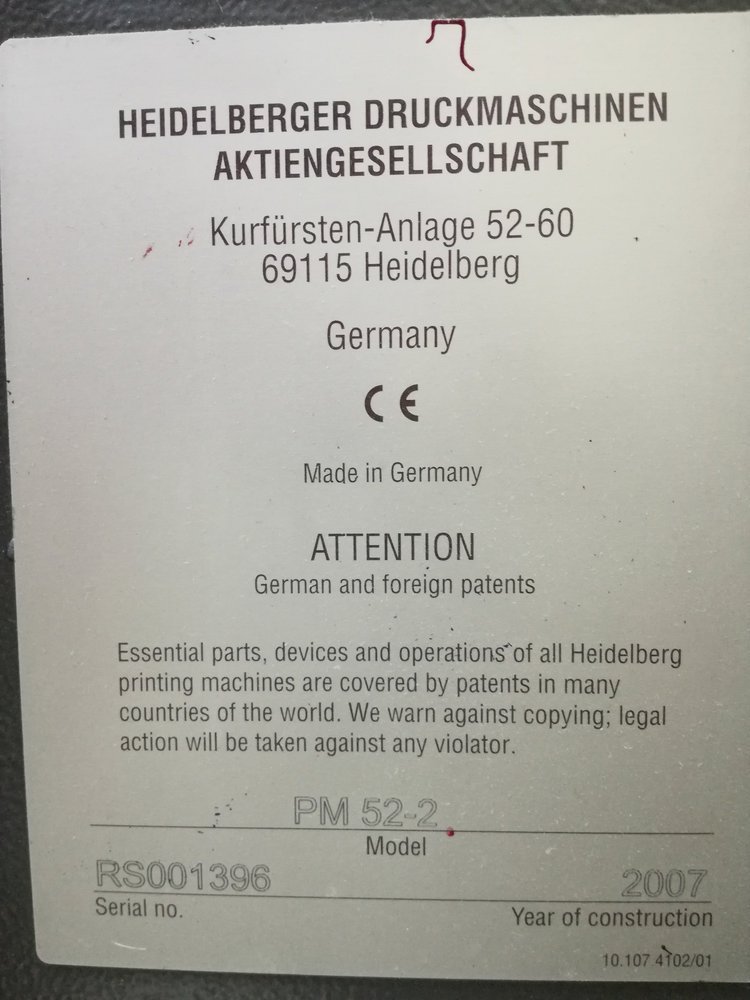 HEIDELBERGER DRUCKMASCHINEN
AKTIENGESELLSCHAFT
Kurfürsten-Anlage 52-60
69115 Heidelberg
Germany
CE
Made in Germany
ATTENTION
German and foreign patents
Essential parts, devices and operations of all Heidelberg
printing machines are covered by patents in many
countries of the world. We warn against copying; legal
action will be taken against any violator.
PM 52-2
Model
RS001396 2007
Serial no. Year of construction
10.107.4102/01